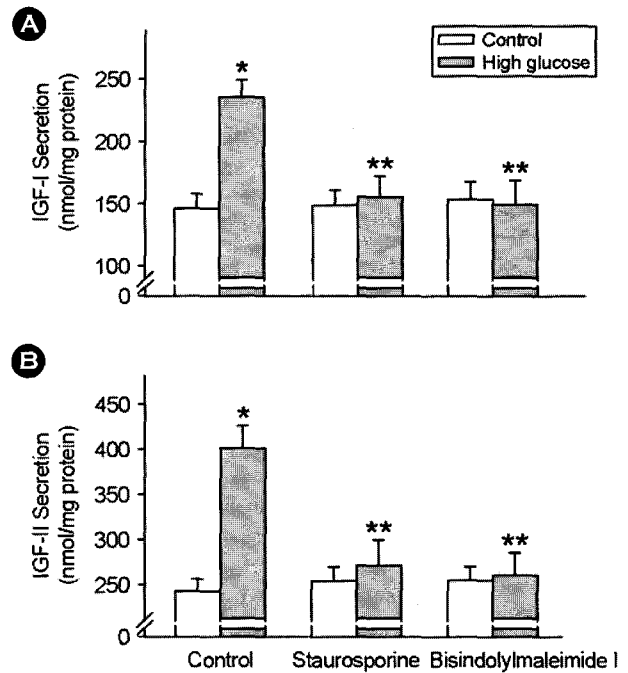 A
Control
High glucose
IGF-I Secretion
(nmol/mg protein)
250
200
150
100
0
*
**
**
B
IGF-II Secretion
(nmol/mg protein)
450
400
350
300
250
0
*
**
**
Control Staurosporine Bisindolylmaleimide I